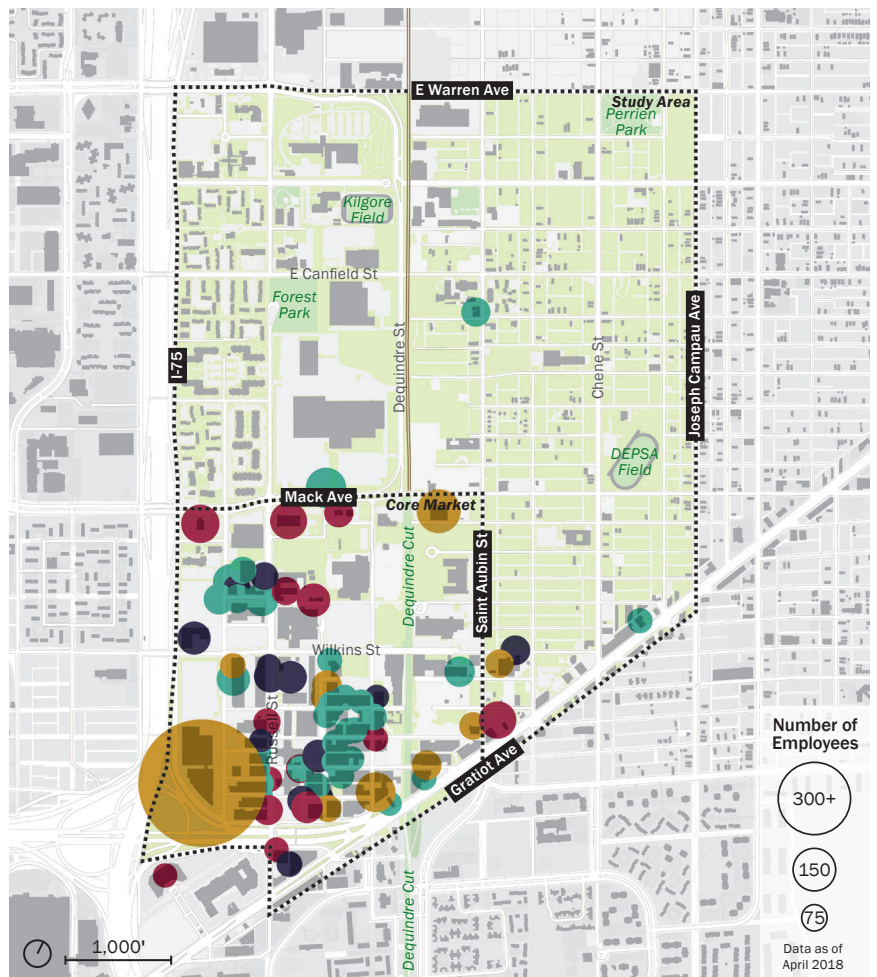 E Warren Ave
Study Area
Perrien
Park
Kilgore
Field
E Canfield St
Forest
Park
I-75
Dequindre St
Chene St
Joseph Campau Ave
DEPSA
Field
Mack Ave
Core Market
Dequindre Cut
Saint Aubin St
Wilkins St
Russell St
Gratiot Ave
Number of
Employees
300+
150
75
Data as of
April 2018
1,000'
Dequindre Cut